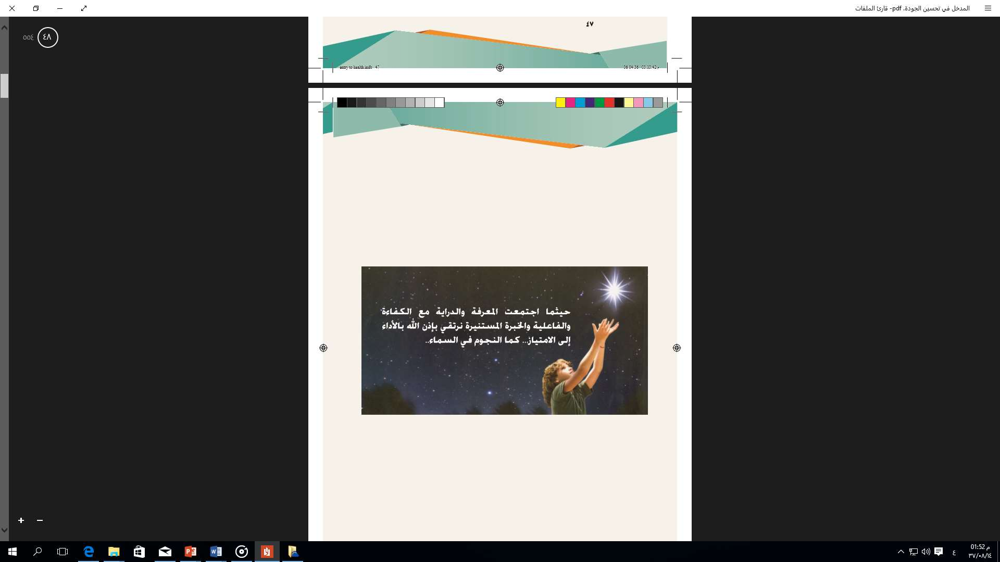 المدخل في تحسين الجودة. pdf- قارئ الملفات
٤٨
٥٥٤
٤٧
entry to health.indb 47
06/04/36 03:13:42 م
حيثما اجتمعت المعرفة والدراية مع الكفاءة
والفاعلية والخبرة المستنيرة نرتقي بإذن الله بالأداء
إلى الامتياز... كما النجوم في السماء..
ع
01:52 م
٣٧/٠٨/١٤